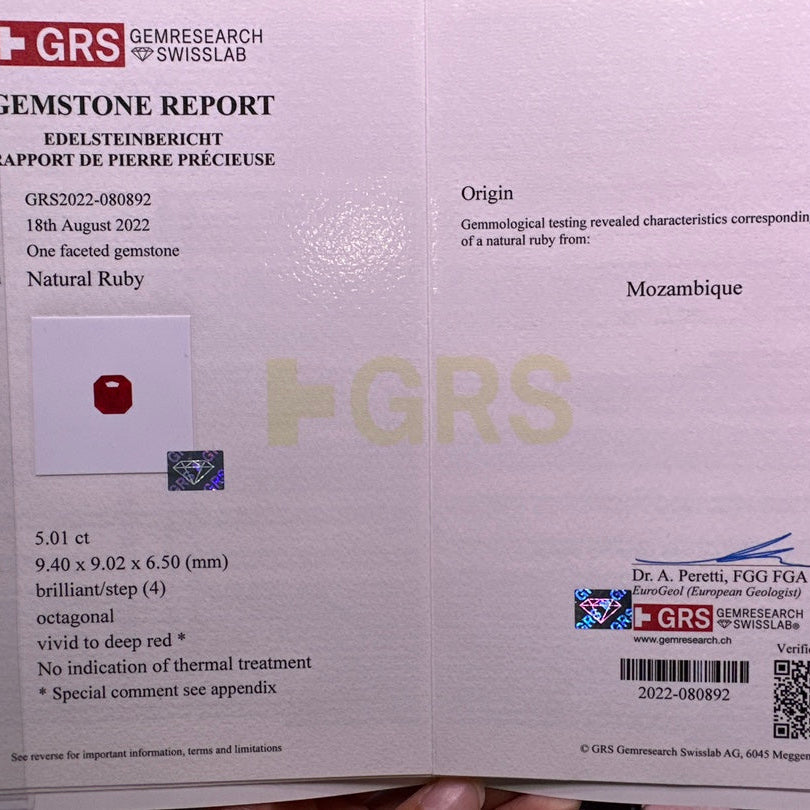 GRS GEMRESEARCH
SWISSLAB
GEMSTONE REPORT
EDELSTEINBERICHT
RAPPORT DE PIERRE PRÉCIEUSE
GRS2022-080892
18th August 2022
One faceted gemstone
Natural Ruby
GRS
5.01 ct
9.40 x 9.02 x 6.50 (mm)
brilliant/step (4)
octagonal
vivid to deep red *
No indication of thermal treatment
* Special comment see appendix
See reverse for important information, terms and limitations
GRS
Origin
Gemmological testing revealed characteristics correspondin
of a natural ruby from:
Mozambique
Dr. A. Peretti, FGG FGA
EuroGeol (European Geologist)
GRS
GRS GEMRESEARCH
SWISSLAB®
www.gemresearch.ch
Verific
2022-080892
© GRS Gemresearch Swisslab AG, 6045 Meggen